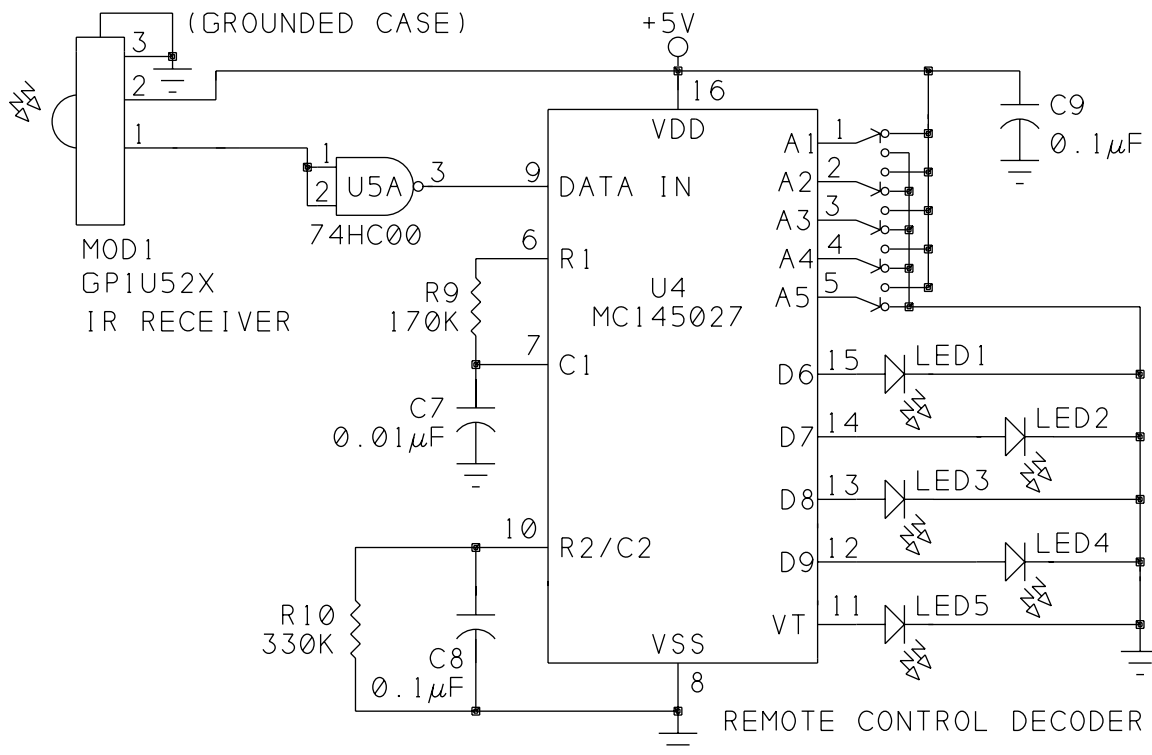 (GROUNDED CASE)
+5V
3
2
1
16
VDD
C9
0.1µF
1
2
U5A
3
74HC00
9
DATA IN
A1
1
A2
2
A3
3
A4
4
A5
5
MOD1
GP1U52X
IR RECEIVER
6
R1
R9
170K
U4
MC145027
7
C1
C7
0.01µF
D6
15
LED1
D7
14
LED2
D8
13
LED3
10
R2/C2
D9
12
LED4
R10
330K
C8
0.1µF
VT
11
LED5
VSS
8
REMOTE CONTROL DECODER